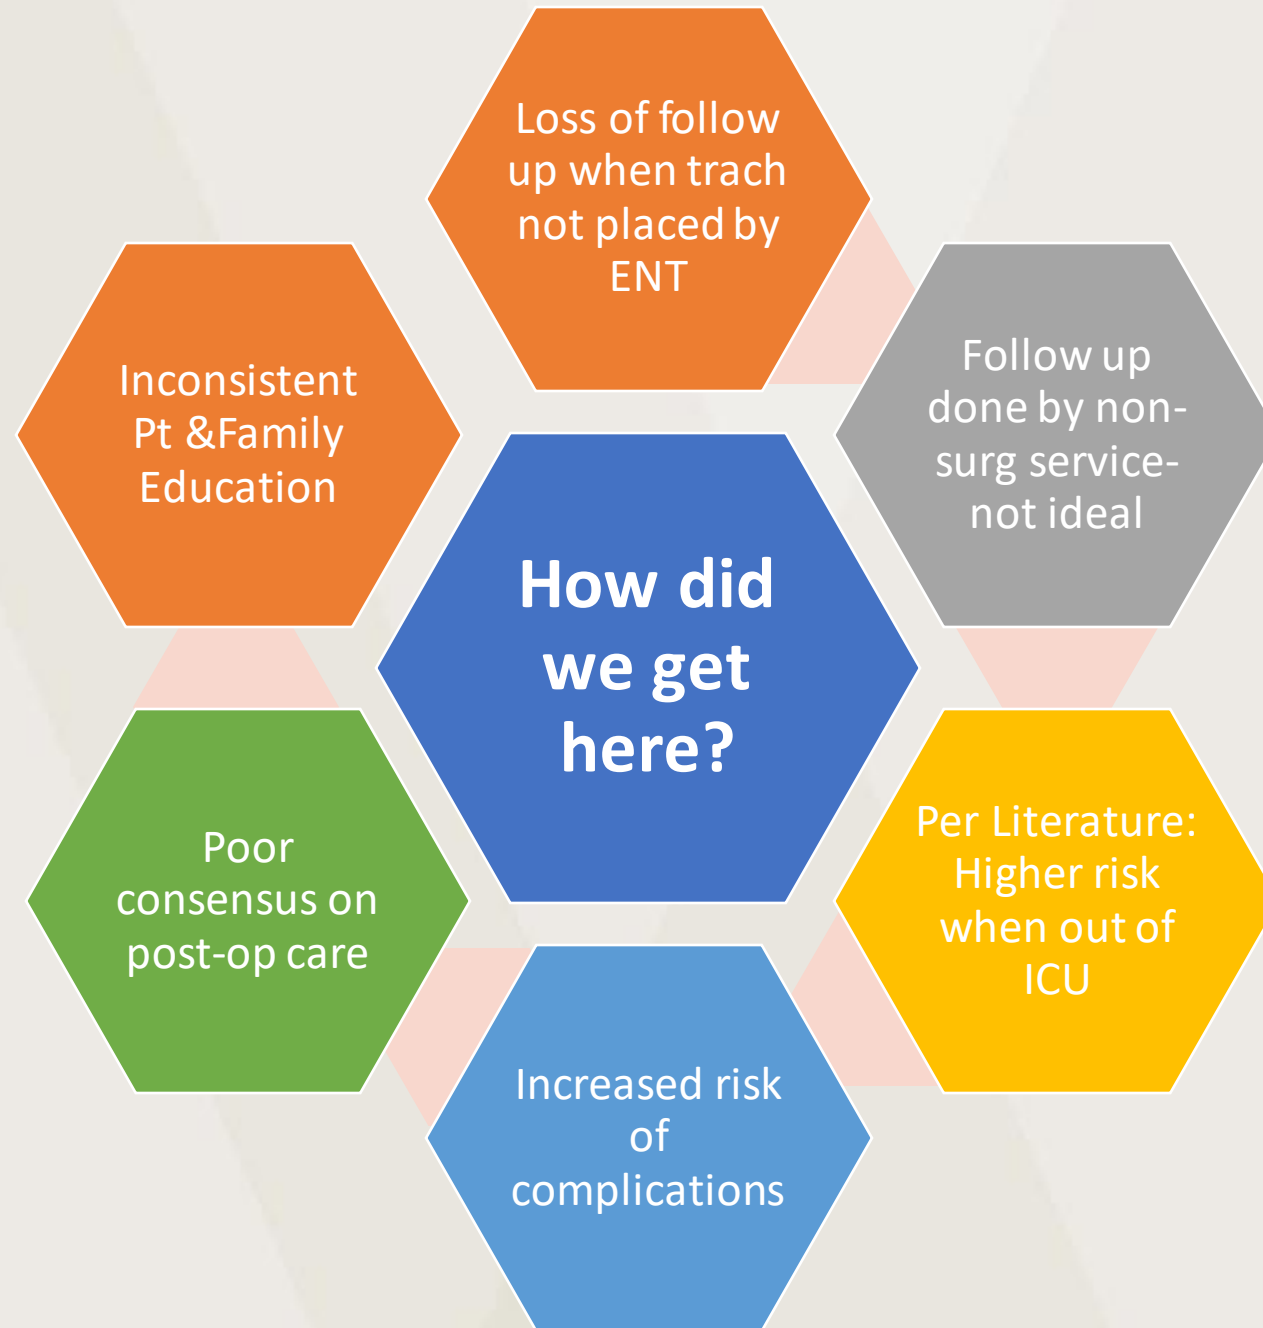 Loss of follow
up when trach
not placed by
ENT
Follow up
done by non-
surg service-
not ideal
Per Literature:
Higher risk
when out of
ICU
Increased risk
of
complications
Poor
consensus on
post-op care
Inconsistent
Pt &Family
Education
How did
we get
here?